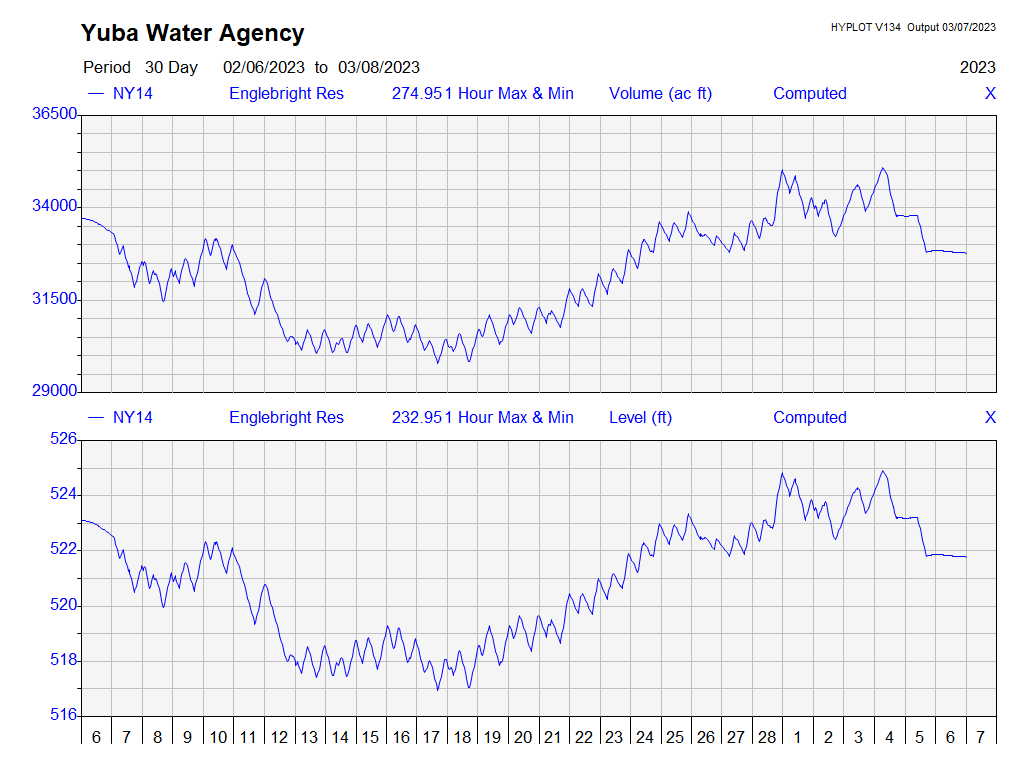 Yuba Water Agency
HYPLOT V134 Output 03/07/2023
Period 30 Day 02/06/2023 to 03/08/2023
2023
NY14 Englebright Res 274.951 Hour Max & Min Volume (ac ft) Computed X
36500
34000
31500
29000
NY14 Englebright Res 232.951 Hour Max & Min Level (ft) Computed X
526
524
522
520
518
516
6 7 8 9 10 11 12 13 14 15 16 17 18 19 20 21 22 23 24 25 26 27 28 1 2 3 4 5 6 7